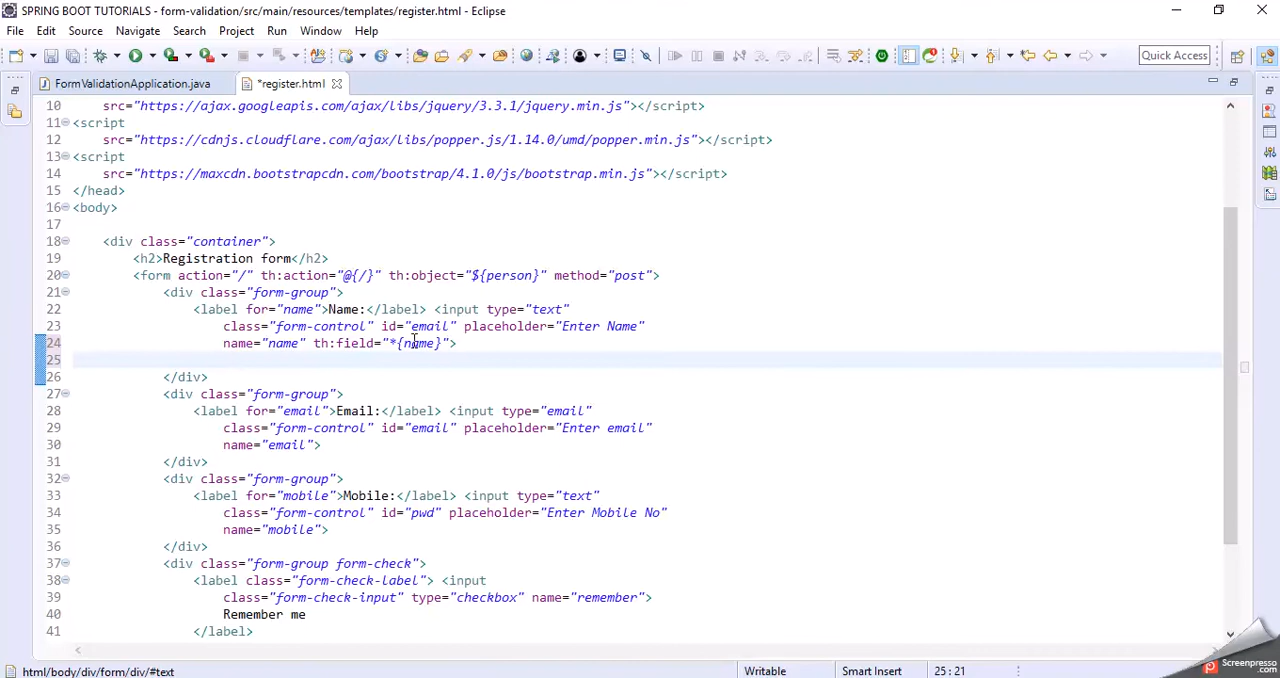 SPRING BOOT TUTORIALS - form-validation/src/main/resources/templates/register.html - Eclipse
File Edit Source Navigate Search Project Run Window Help
Quick Access
FormValidationApplication.java *register.html
10 src="https://ajax.googleapis.com/ajax/libs/jquery/3.3.1/jquery.min.js"></script>
11 <script
12 src="https://cdnjs.cloudflare.com/ajax/libs/popper.js/1.14.0/umd/popper.min.js"></script>
13 <script
14 src="https://maxcdn.bootstrapcdn.com/bootstrap/4.1.0/js/bootstrap.min.js"></script>
15 </head>
16 <body>
17
18 <div class="container">
19 <h2>Registration form</h2>
20 <form action="/" th:action="@{/}" th:object="${person}" method="post">
21 <div class="form-group">
22 <label for="name">Name:</label> <input type="text"
23 class="form-control" id="email" placeholder="Enter Name"
24 name="name" th:field="*{name}">
25
26 </div>
27 <div class="form-group">
28 <label for="email">Email:</label> <input type="email"
29 class="form-control" id="email" placeholder="Enter email"
30 name="email">
31 </div>
32 <div class="form-group">
33 <label for="mobile">Mobile:</label> <input type="text"
34 class="form-control" id="pwd" placeholder="Enter Mobile No"
35 name="mobile">
36 </div>
37 <div class="form-group form-check">
38 <label class="form-check-label"> <input
39 class="form-check-input" type="checkbox" name="remember">
40 Remember me
41 </label>
html/body/div/form/div/#text Writable Smart Insert 25 : 21
Screenpresso
.com